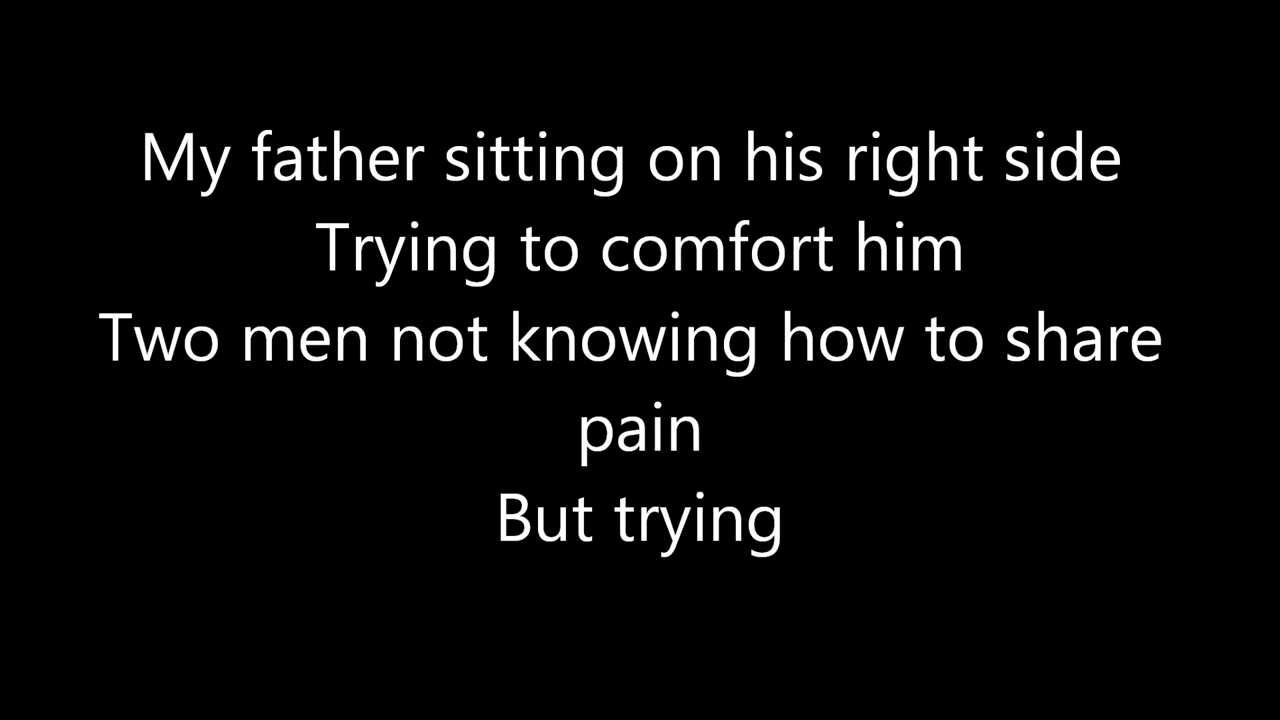 My father sitting on his right side
Trying to comfort him
Two men not knowing how to share
pain
But trying